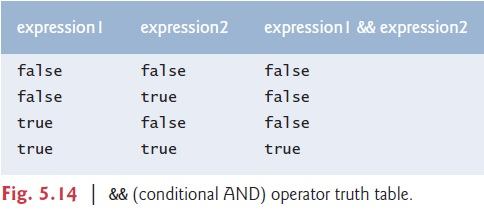 expression1 expression2 expression1 && expression2
false false false
false true false
true false false
true true true
Fig. 5.14 | && (conditional AND) operator truth table.